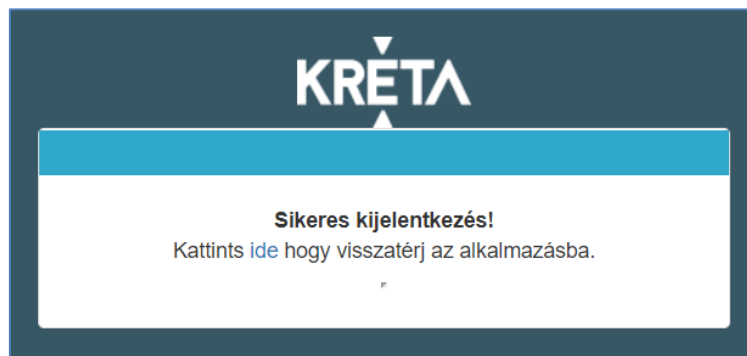 KRÉTA
Sikeres kijelentkezés!
Kattints ide hogy visszatérj az alkalmazásba.